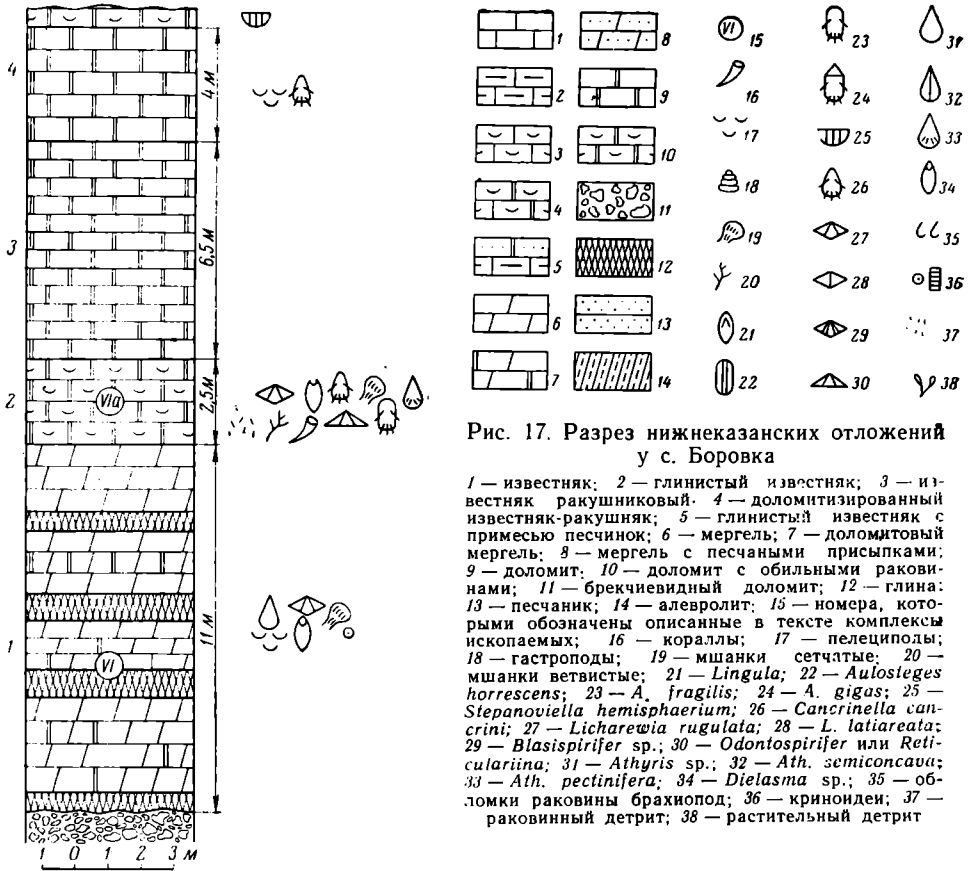 4
3
2
1
4 м
6,5 м
2,5 м
11 м
VIa
VI
1 0 1 2 3 м
1
2
3
4
5
6
7
8
9
10
11
12
13
14
VI 15
16
17
18
19
20
21
22
23
24
25
26
27
28
29
30
31
32
33
34
35
36
37
38
Рис. 17. Разрез нижнеказанских отложений
у с. Боровка
1 — известняк; 2 — глинистый известняк; 3 — из-
вестняк ракушниковый. 4 — доломитизированный
известняк-ракушняк; 5 — глинистый известняк с
примесью песчинок; 6 — мергель; 7 — доломитовый
мергель; 8 — мергель с песчаными присыпками;
9 — доломит; 10 — доломит с обильными ракови-
нами; 11 — брекчиевидный доломит; 12 — глина;
13 — песчаник; 14 — алевролит; 15 — номера, кото-
рыми обозначены описанные в тексте комплексы
ископаемых; 16 — кораллы; 17 — пелециподы;
18 — гастроподы; 19 — мшанки сетчатые; 20 —
мшанки ветвистые; 21 — Lingula; 22 — Aulosteges
horrescens; 23 — A. fragilis; 24 — A. gigas; 25 —
Stepanoviella hemisphaerium; 26 — Cancrinella can-
crini; 27 — Licharewia rugulata; 28 — L. latiareata;
29 — Blasispirifer sp.; 30 — Odontospirifer или Reti-
culariina; 31 — Athyris sp.; 32 — Ath. semiconcava;
33 — Ath. pectinifera; 34 — Dielasma sp.; 35 — об-
ломки раковины брахиопод; 36 — криноидеи; 37 —
раковинный детрит; 38 — растительный детрит